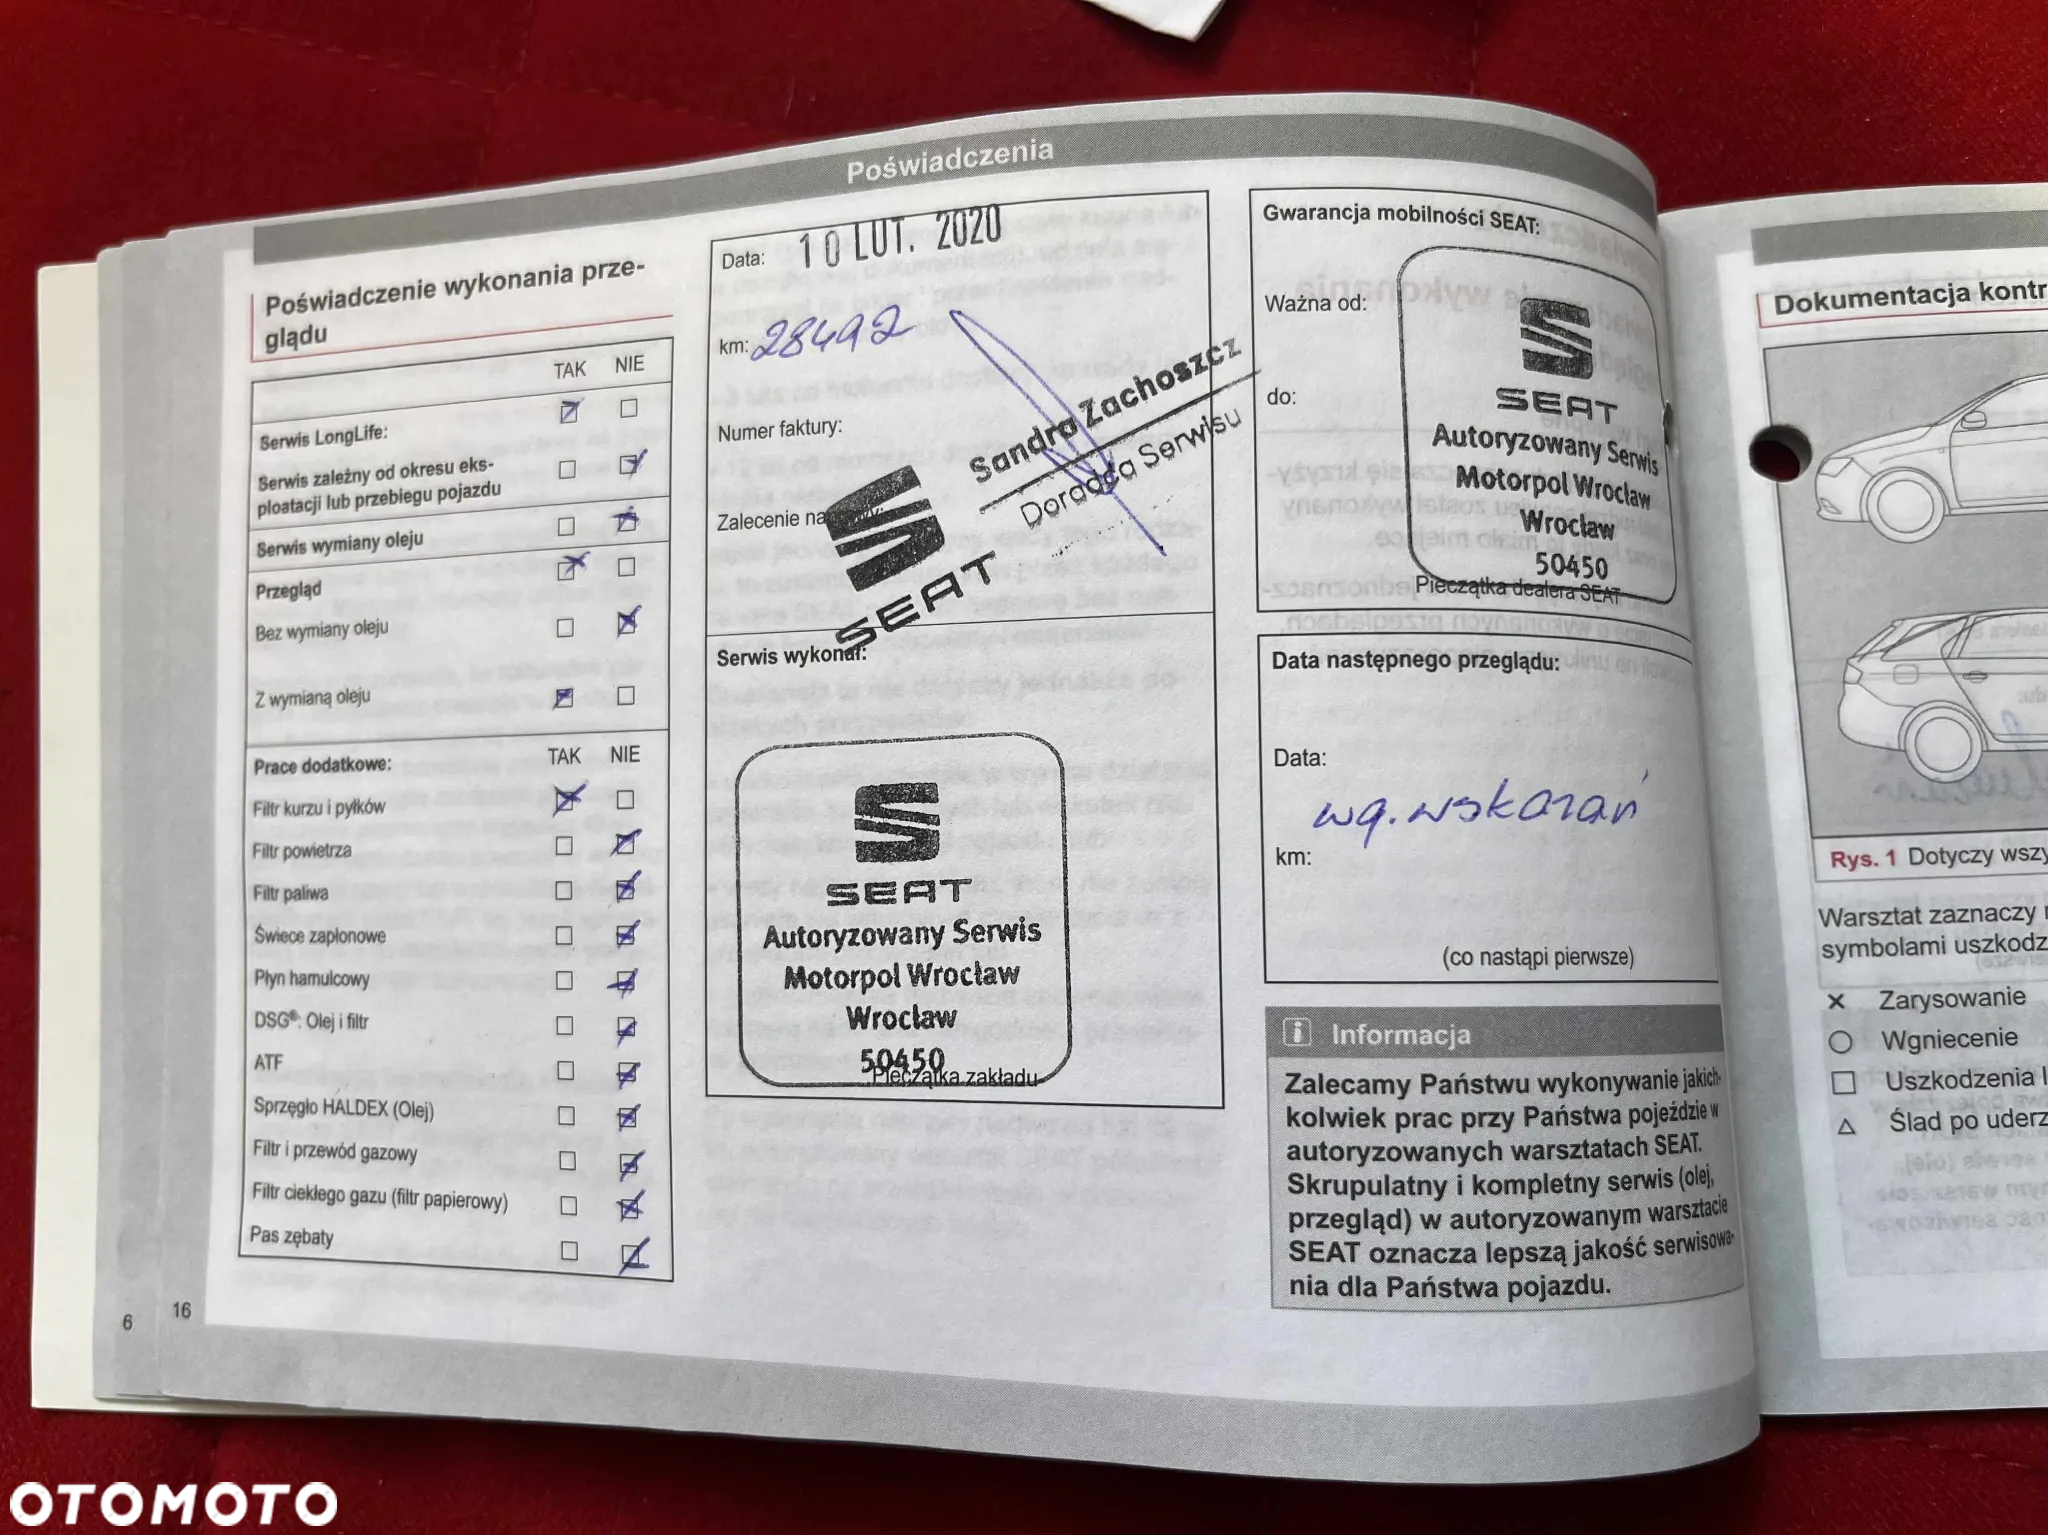 Poświadczenia
Poświadczenie wykonania prze-
glądu
TAK NIE
Serwis LongLife:
Serwis zależny od okresu eks-
ploatacji lub przebiegu pojazdu
Serwis wymiany oleju
Przegląd
Bez wymiany oleju
Z wymianą oleju
Prace dodatkowe: TAK NIE
Filtr kurzu i pyłków
Filtr powietrza
Filtr paliwa
Świece zapłonowe
Płyn hamulcowy
DSG®: Olej i filtr
ATF
Sprzęgło HALDEX (Olej)
Filtr i przewód gazowy
Filtr ciekłego gazu (filtr papierowy)
Pas zębaty
6
16
Data: 10 LUT. 2020
km: 28492
Numer faktury:
Zalecenie
Sandra Zachoszcz
Doradca Serwisu
SEAT
Serwis wykonał:
SEAT
Autoryzowany Serwis
Motorpol Wrocław
Wrocław
50450
Pieczątka zakładu
Gwarancja mobilności SEAT:
Ważna od:
do:
SEAT
Autoryzowany Serwis
Motorpol Wrocław
Wrocław
50450
Pieczątka dealera SEAT
Data następnego przeglądu:
Data:
wg. wskazań
km:
(co nastąpi pierwsze)
i Informacja
Zalecamy Państwu wykonywanie jakich-
kolwiek prac przy Państwa pojeździe w
autoryzowanych warsztatach SEAT.
Skrupulatny i kompletny serwis (olej,
przegląd) w autoryzowanym warsztacie
SEAT oznacza lepszą jakość serwisowa-
nia dla Państwa pojazdu.
Dokumentacja kontr
Rys. 1 Dotyczy wszy
Warsztat zaznaczy
symbolami uszkodz
× Zarysowanie
○ Wgniecenie
□ Uszkodzenia
△ Ślad po uderz
OTOMOTO